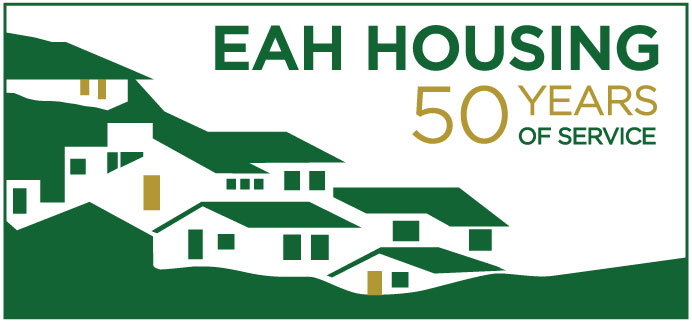 EAH HOUSING
50 YEARS
OF SERVICE